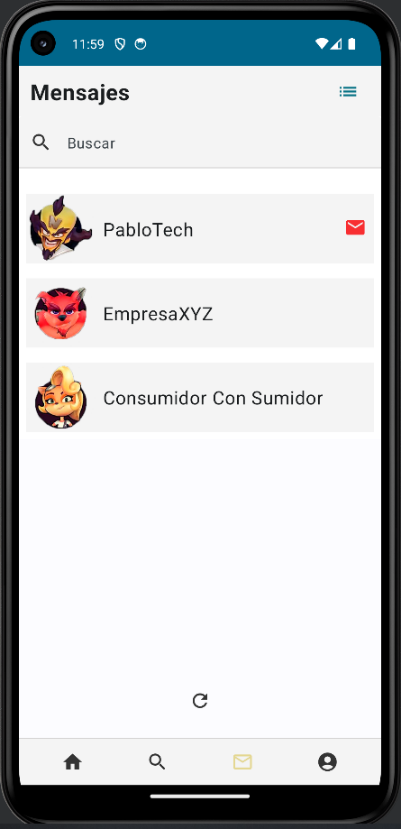 11:59
Mensajes
Buscar
PabloTech
EmpresaXYZ
Consumidor Con Sumidor